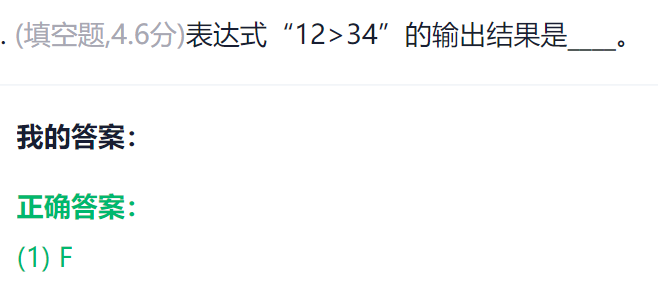 . (填空题,4.6分)表达式“12>34”的输出结果是____。
我的答案：
正确答案：
(1) F